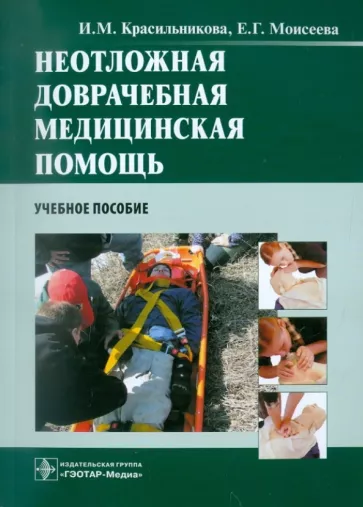 И.М. Красильникова, Е.Г. Моисеева
НЕОТЛОЖНАЯ
ДОВРАЧЕБНАЯ
МЕДИЦИНСКАЯ
ПОМОЩЬ
УЧЕБНОЕ ПОСОБИЕ
ИЗДАТЕЛЬСКАЯ ГРУППА
«ГЭОТАР-Медиа»